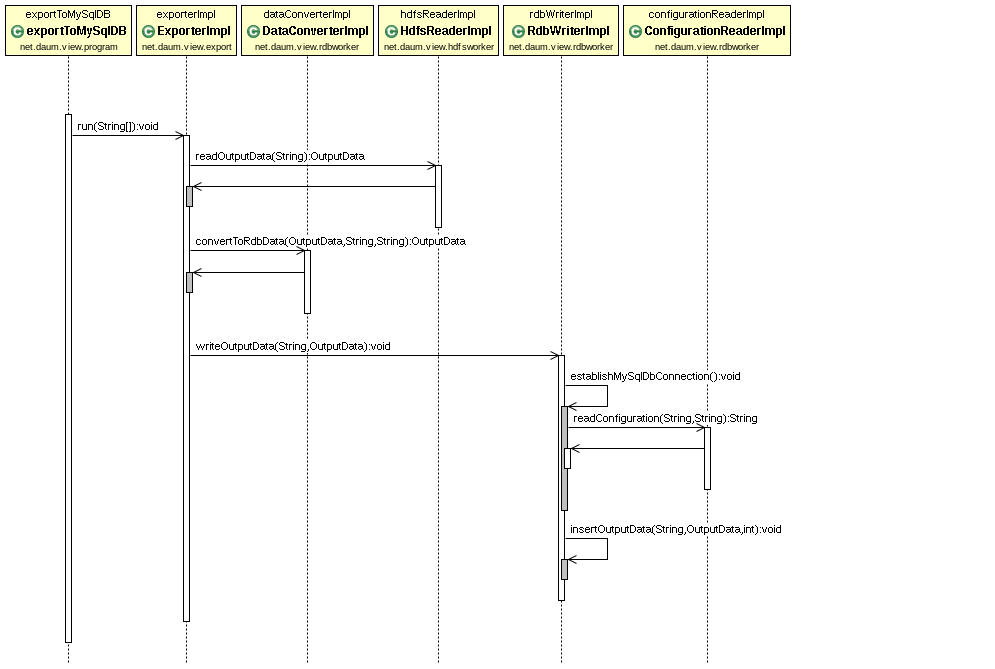 exportToMySqlDB
exportToMySqlDB
net.daum.view.program
exporterImpl
ExporterImpl
net.daum.view.export
dataConverterImpl
DataConverterImpl
net.daum.view.rdbworker
hdfsReaderImpl
HdfsReaderImpl
net.daum.view.hdfsworker
rdbWriterImpl
RdbWriterImpl
net.daum.view.rdbworker
configurationReaderImpl
ConfigurationReaderImpl
net.daum.view.rdbworker
run(String[]):void
readOutputData(String):OutputData
convertToRdbData(OutputData,String,String):OutputData
writeOutputData(String,OutputData):void
establishMySqlDbConnection():void
readConfiguration(String,String):String
insertOutputData(String,OutputData,int):void